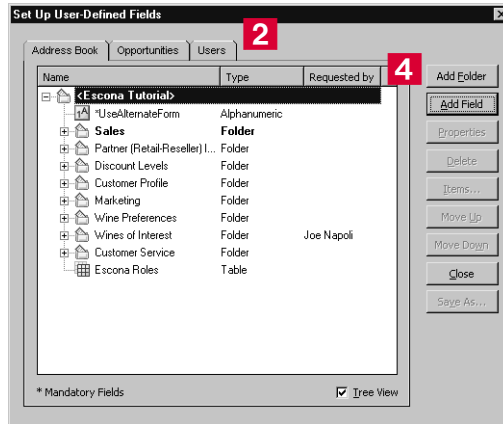 Set Up User-Defined Fields
2
Address Book Opportunities Users
4
Name Type Requested by
<Escona Tutorial>
*UseAlternateForm Alphanumeric
Sales Folder
Partner (Retail-Reseller) I... Folder
Discount Levels Folder
Customer Profile Folder
Marketing Folder
Wine Preferences Folder
Wines of Interest Folder Joe Napoli
Customer Service Folder
Escona Roles Table
* Mandatory Fields
Tree View
Add Folder
Add Field
Properties
Delete
Items...
Move Up
Move Down
Close
Save As...